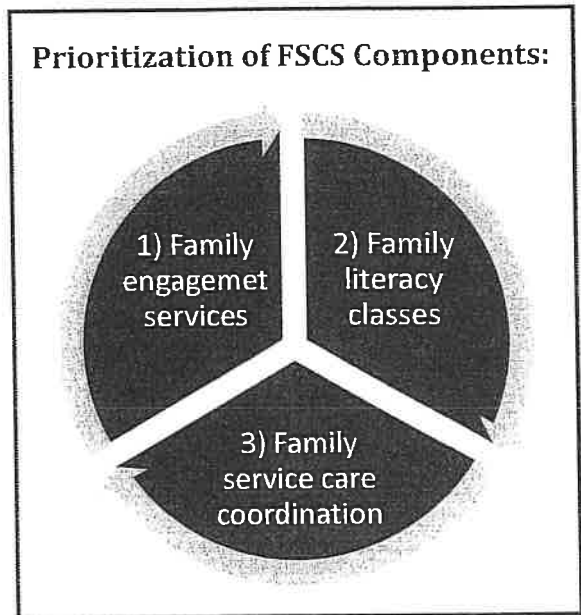 Prioritization of FSCS Components:
1) Family
engagemet
services
2) Family
literacy
classes
3) Family
service care
coordination